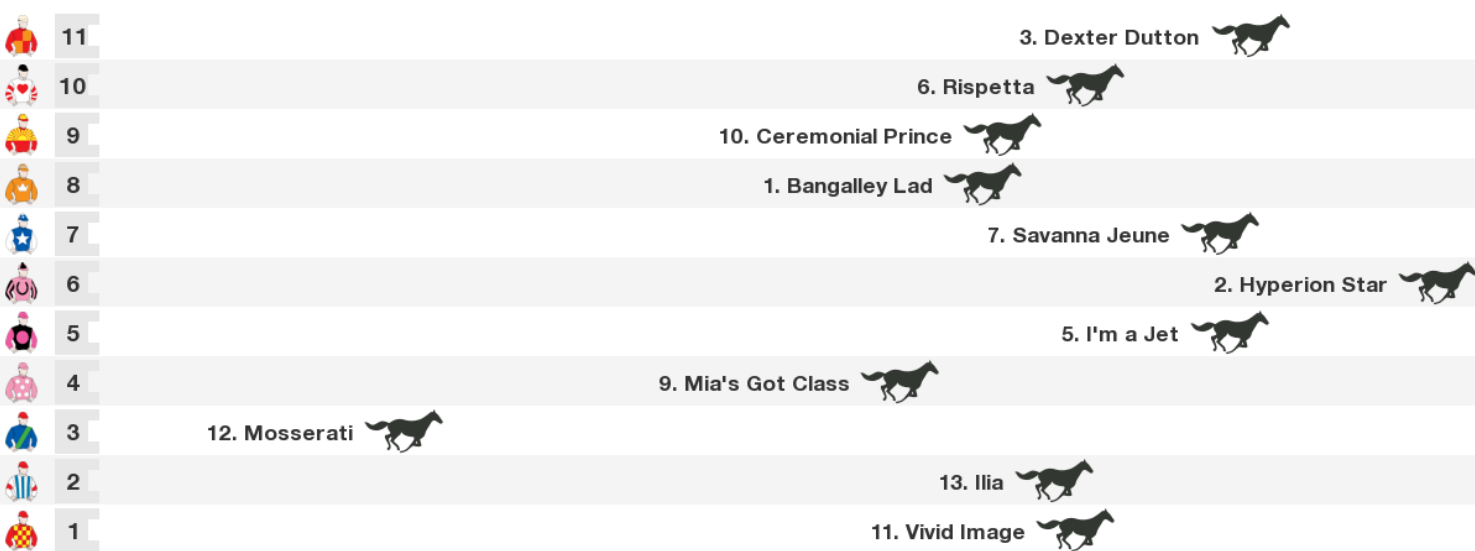 11 3. Dexter Dutton
10 6. Rispetta
9 10. Ceremonial Prince
8 1. Bangalley Lad
7 7. Savanna Jeune
6 2. Hyperion Star
5 5. I'm a Jet
4 9. Mia's Got Class
3 12. Mosserati
2 13. Ilia
1 11. Vivid Image